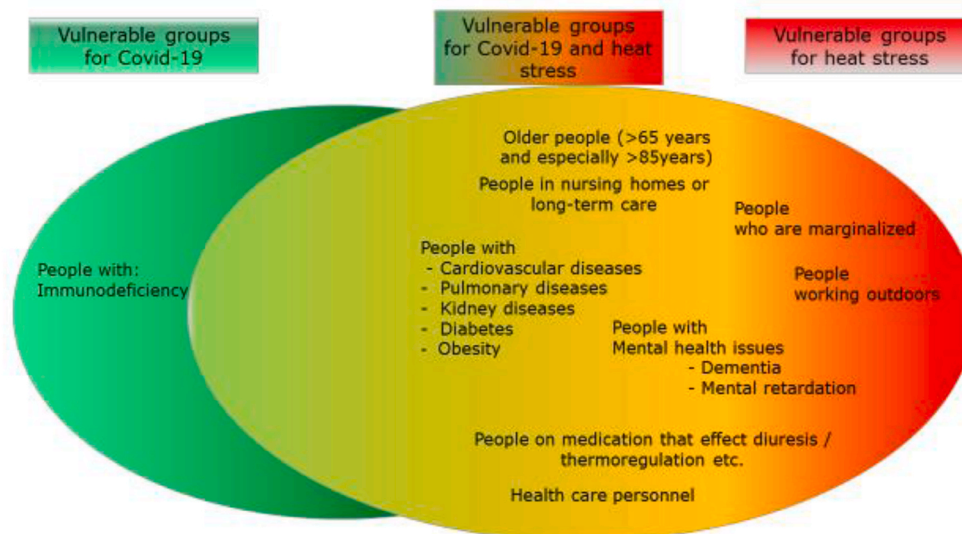 Vulnerable groups
for Covid-19
Vulnerable groups
for Covid-19 and heat
stress
Vulnerable groups
for heat stress
Older people (>65 years
and especially >85years)
People in nursing homes or
long-term care
People
who are marginalized
People with:
Immunodeficiency
People with
- Cardiovascular diseases
- Pulmonary diseases
- Kidney diseases
- Diabetes
- Obesity
People
working outdoors
People with
Mental health issues
- Dementia
- Mental retardation
People on medication that effect diuresis /
thermoregulation etc.
Health care personnel